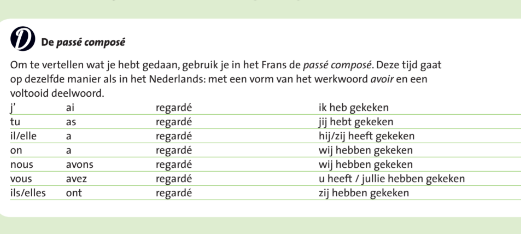 D De passé composé
Om te vertellen wat je hebt gedaan, gebruik je in het Frans de passé composé. Deze tijd gaat
op dezelfde manier als in het Nederlands: met een vorm van het werkwoord avoir en een
voltooid deelwoord.
j' ai regardé ik heb gekeken
tu as regardé jij hebt gekeken
il/elle a regardé hij/zij heeft gekeken
on a regardé wij hebben gekeken
nous avons regardé wij hebben gekeken
vous avez regardé u heeft / jullie hebben gekeken
ils/elles ont regardé zij hebben gekeken